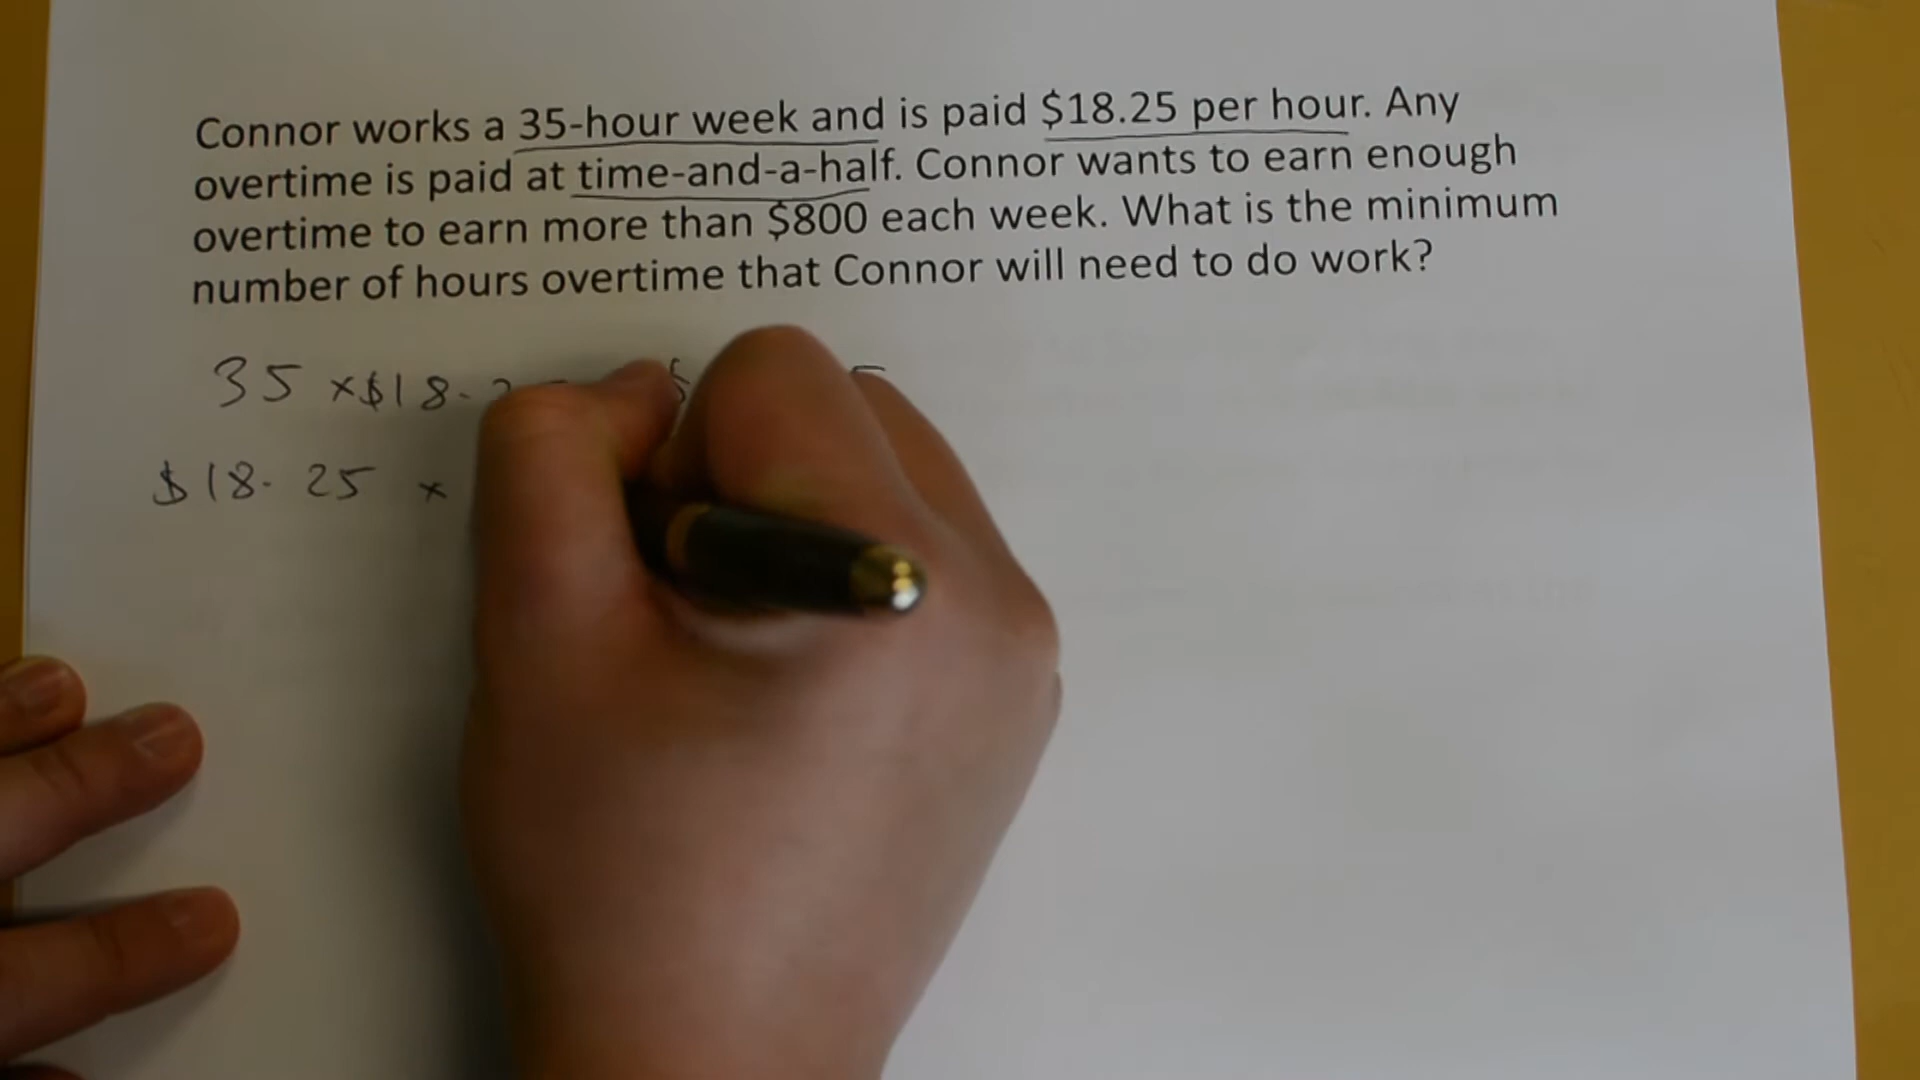 Connor works a 35-hour week and is paid $18.25 per hour. Any
overtime is paid at time-and-a-half. Connor wants to earn enough
overtime to earn more than $800 each week. What is the minimum
number of hours overtime that Connor will need to do work?
35 ×$18.
$18.25 ×